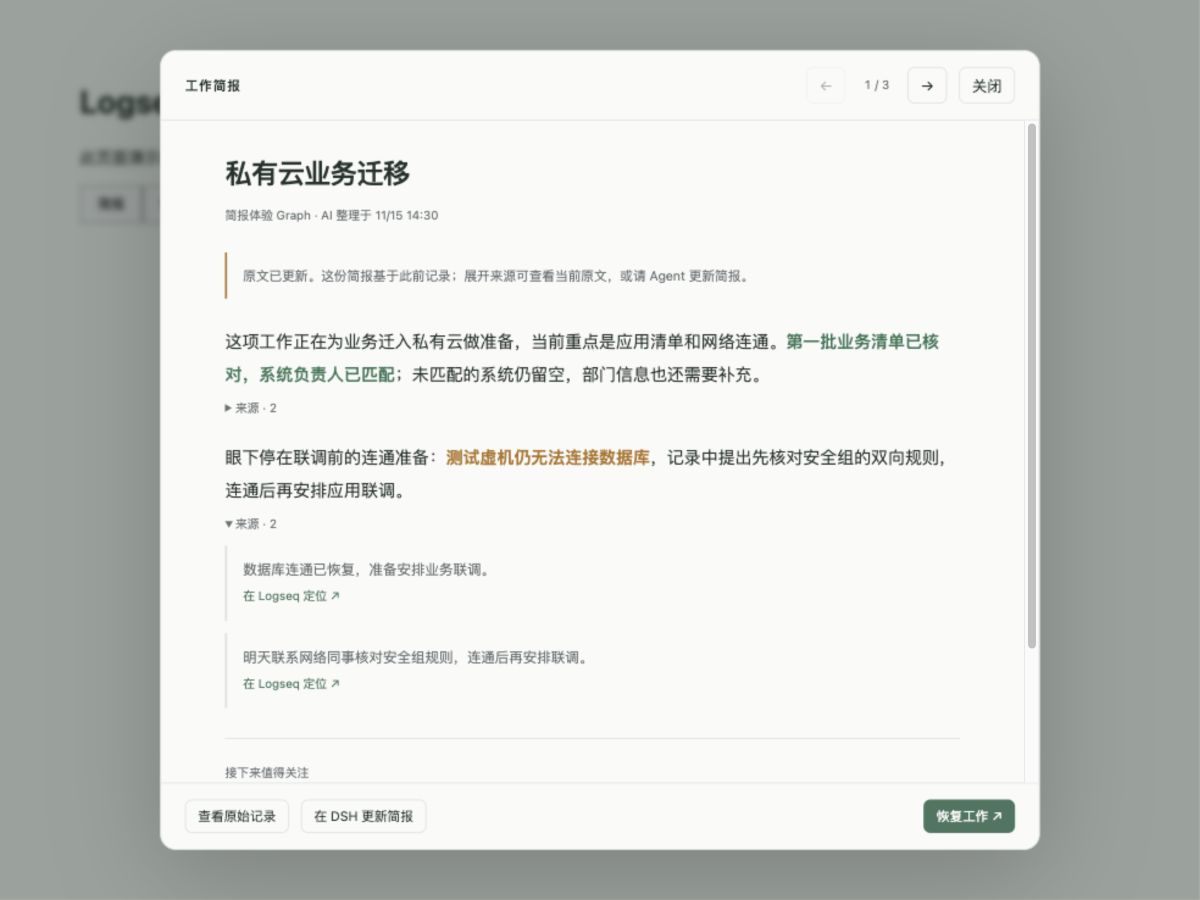 工作简报
← 1 / 3 → 关闭
私有云业务迁移
简报体验 Graph · AI 整理于 11/15 14:30
原文已更新。这份简报基于此前记录；展开来源可查看当前原文，或请 Agent 更新简报。
这项工作正在为业务迁入私有云做准备，当前重点是应用清单和网络连通。第一批业务清单已核
对，系统负责人已匹配；未匹配的系统仍留空，部门信息也还需要补充。
▶ 来源 · 2
眼下停在联调前的连通准备：测试虚机仍无法连接数据库，记录中提出先核对安全组的双向规则，
连通后再安排应用联调。
▼ 来源 · 2
数据库连通已恢复，准备安排业务联调。
在 Logseq 定位 ↗
明天联系网络同事核对安全组规则，连通后再安排联调。
在 Logseq 定位 ↗
接下来值得关注
查看原始记录
在 DSH 更新简报
恢复工作 ↗